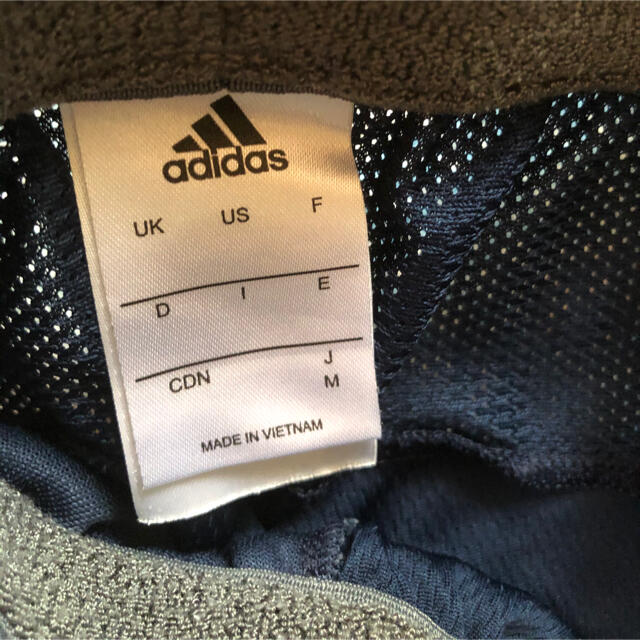 adidas
UK US F
D I E
CDN J
M
MADE IN VIETNAM